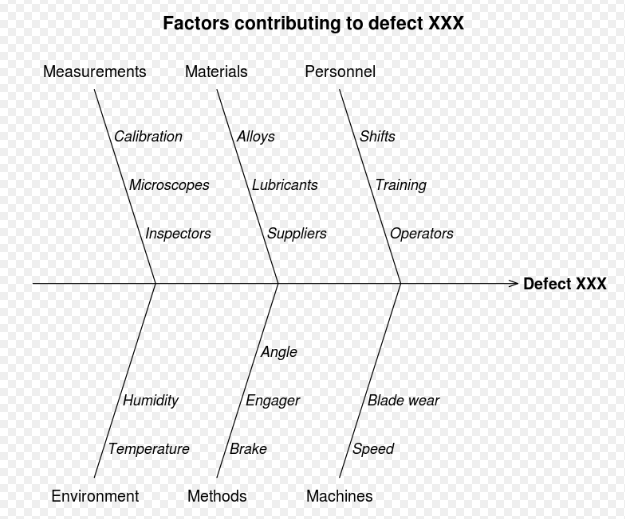 Factors contributing to defect XXX
Measurements
Materials
Personnel
Calibration
Alloys
Shifts
Microscopes
Lubricants
Training
Inspectors
Suppliers
Operators
Defect XXX
Angle
Humidity
Engager
Blade wear
Temperature
Brake
Speed
Environment
Methods
Machines